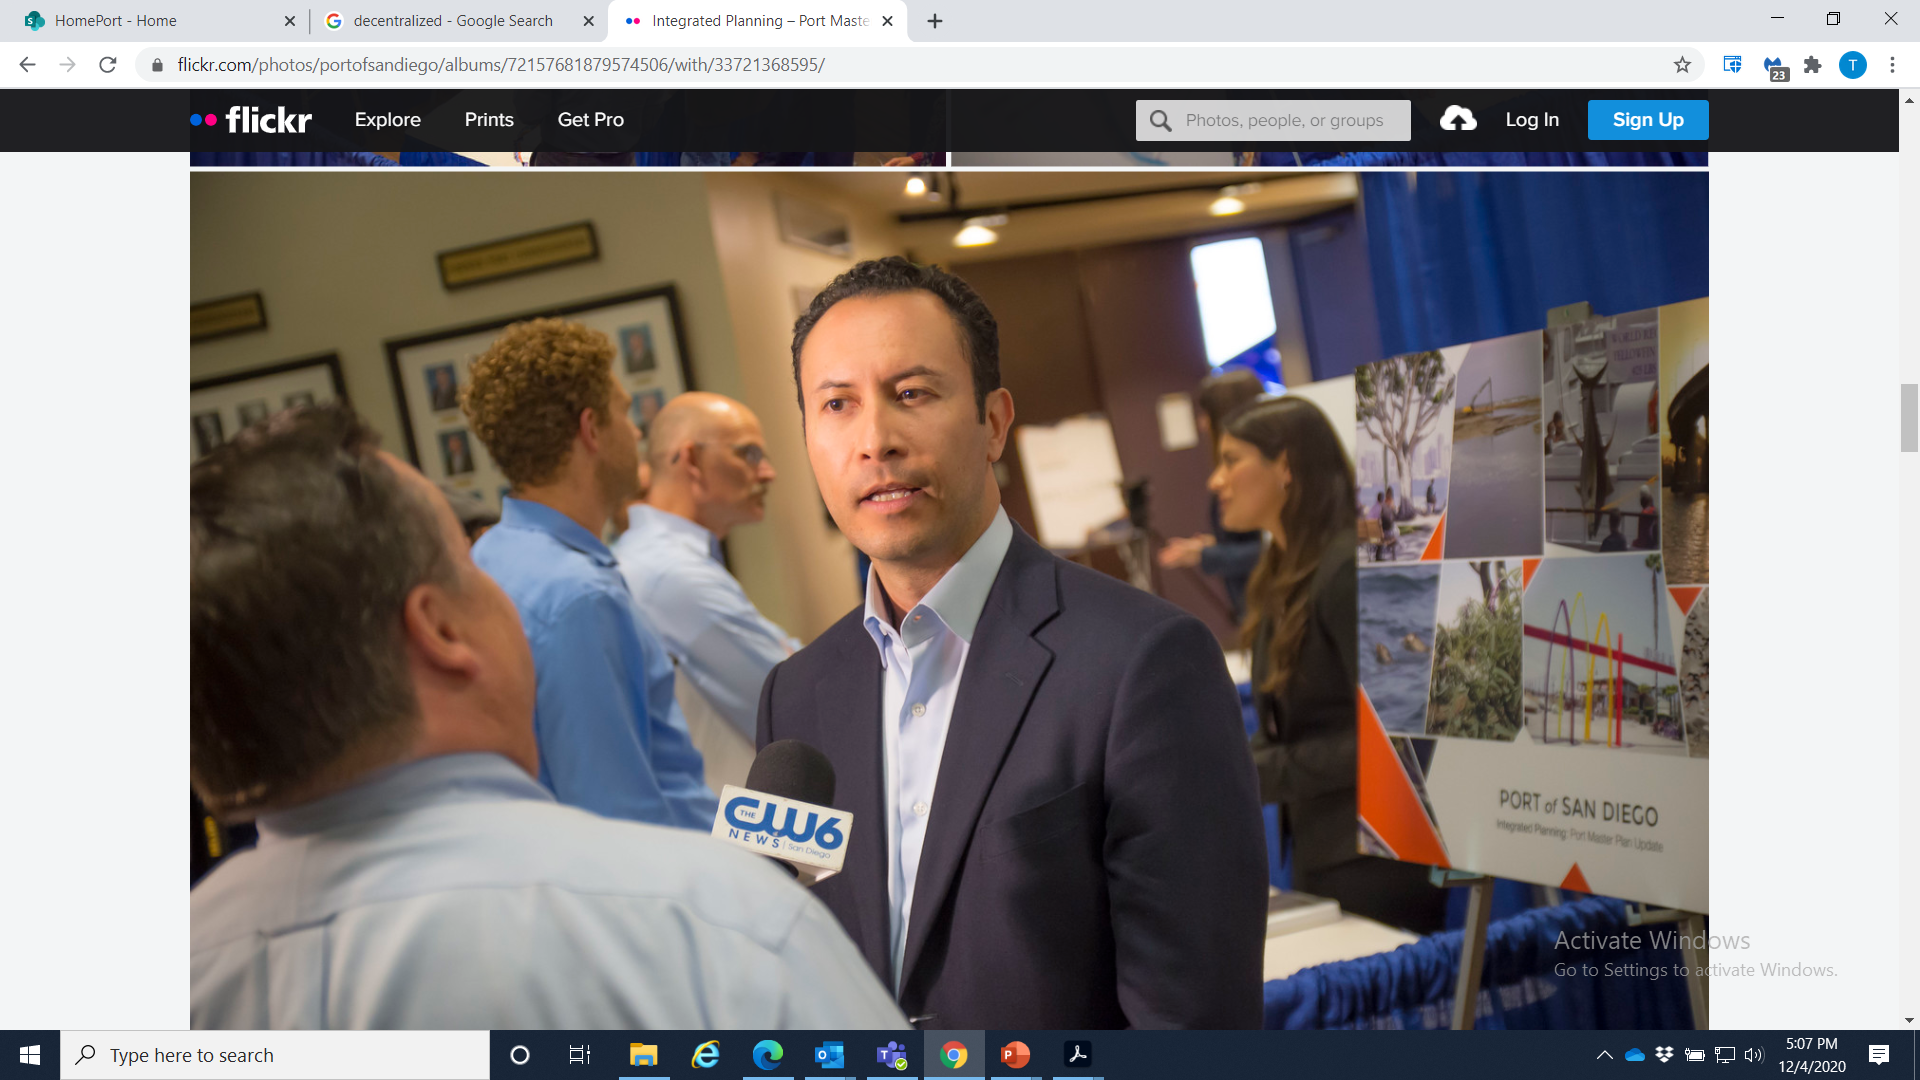 HomePort - Home
decentralized - Google Search
Integrated Planning – Port Maste
flickr.com/photos/portofsandiego/albums/72157681879574506/with/33721368595/
23
T
flickr
Explore
Prints
Get Pro
Photos, people, or groups
Log In
Sign Up
THE CW6
NEWS San Diego
PORT of SAN DIEGO
Integrated Planning: Port Master Plan Update
Activate Windows
Go to Settings to activate Windows.
Type here to search
5:07 PM
12/4/2020